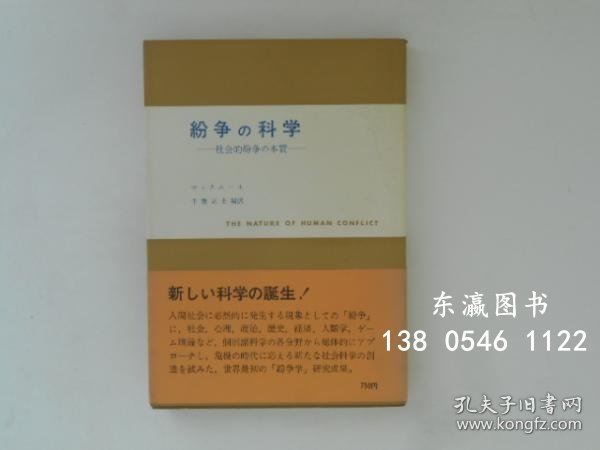 紛争の科学
―社会的紛争の本質―
マックニール
千葉正士 編訳
THE NATURE OF HUMAN CONFLICT
新しい科学の誕生！
人間社会に必然的に発生する現象としての「紛争」
に、社会、心理、政治、歴史、経済、人類学、ゲー
ム理論など、個別諸科学の各分野から総体的にアプ
ローチし、危機の時代に応える新たな社会科学の創
造を試みた、世界最初の「紛争学」研究成果。
750円
东瀛图书
138 0546 1122
孔夫子旧书网
www.kongfz.com